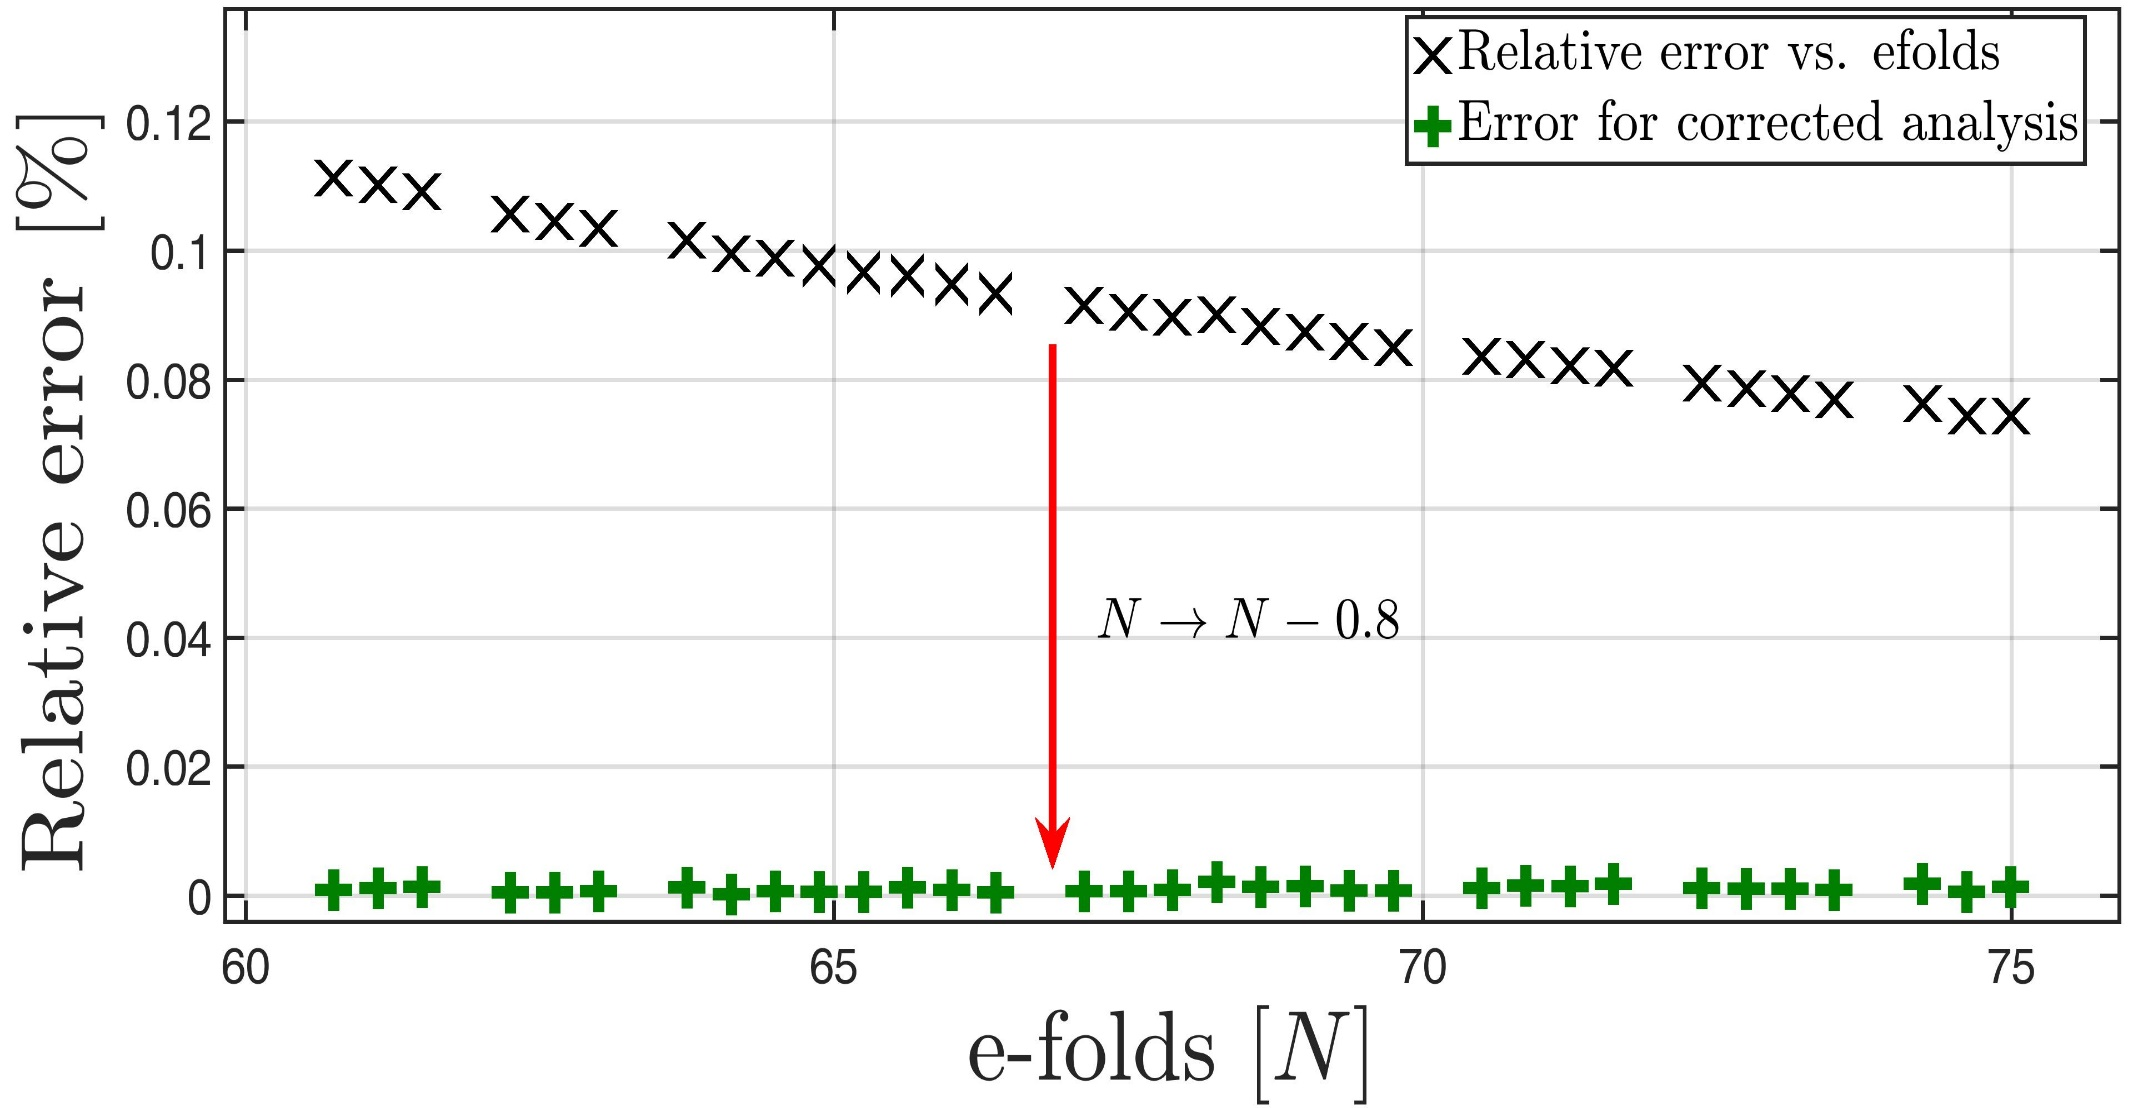 Relative error vs. efolds
Error for corrected analysis
Relative error [%]
0.12
0.1
0.08
0.06
0.04
0.02
0
N → N − 0.8
60 65 70 75
e-folds [N]